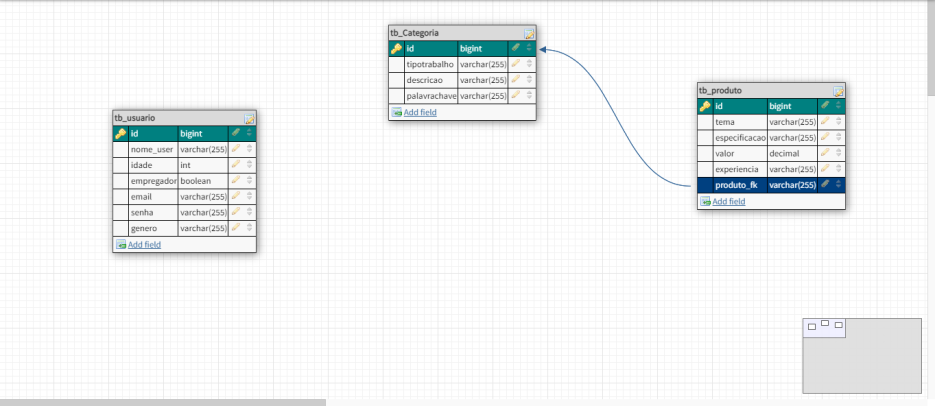 tb_Categoria
id bigint
tipotrabalho varchar(255)
descricao varchar(255)
palavrachave varchar(255)
Add field
tb_produto
id bigint
tema varchar(255)
especificacao varchar(255)
valor decimal
experiencia varchar(255)
produto_fk varchar(255)
Add field
tb_usuario
id bigint
nome_user varchar(255)
idade int
empregador boolean
email varchar(255)
senha varchar(255)
genero varchar(255)
Add field